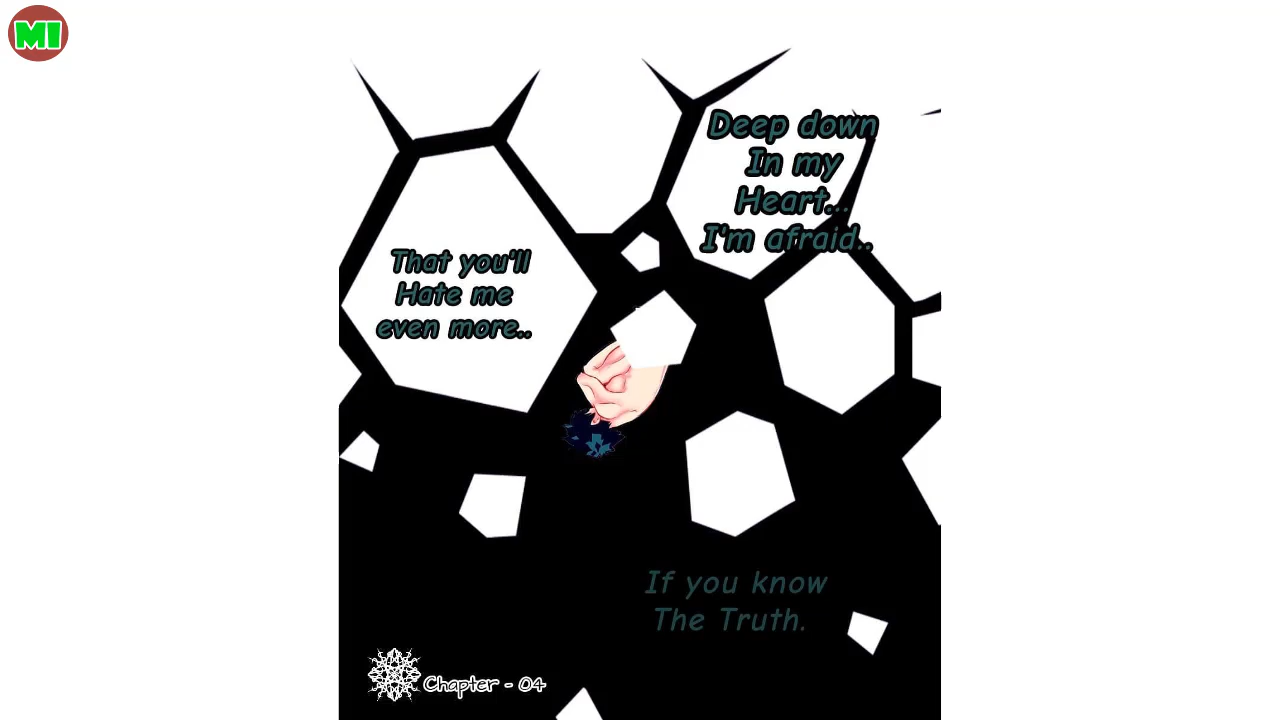 MI
Deep down
In my
Heart...
I'm afraid..
That you'll
Hate me
even more..
If you know
The Truth.
Chapter - 04